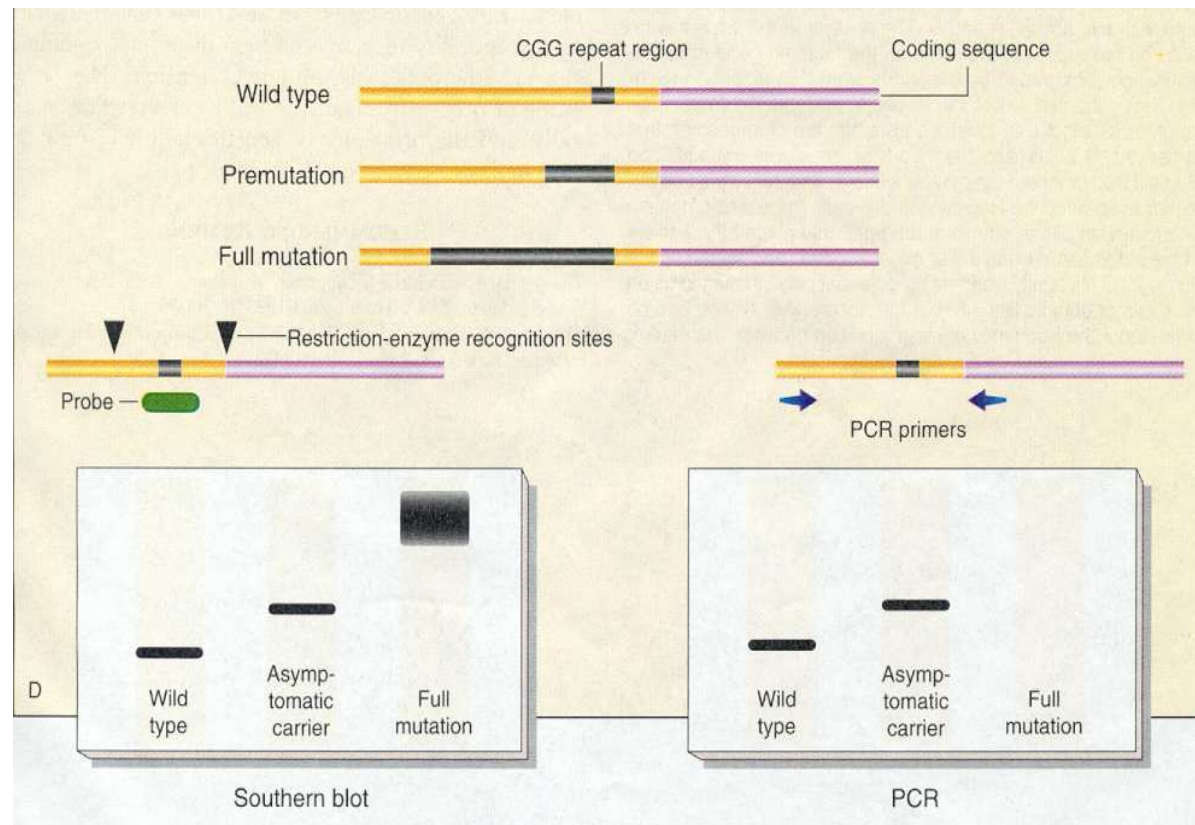 CGG repeat region
Coding sequence
Wild type
Premutation
Full mutation
Restriction-enzyme recognition sites
Probe
PCR primers
D
Wild
type
Asymp-
tomatic
carrier
Full
mutation
Wild
type
Asymp-
tomatic
carrier
Full
mutation
Southern blot
PCR